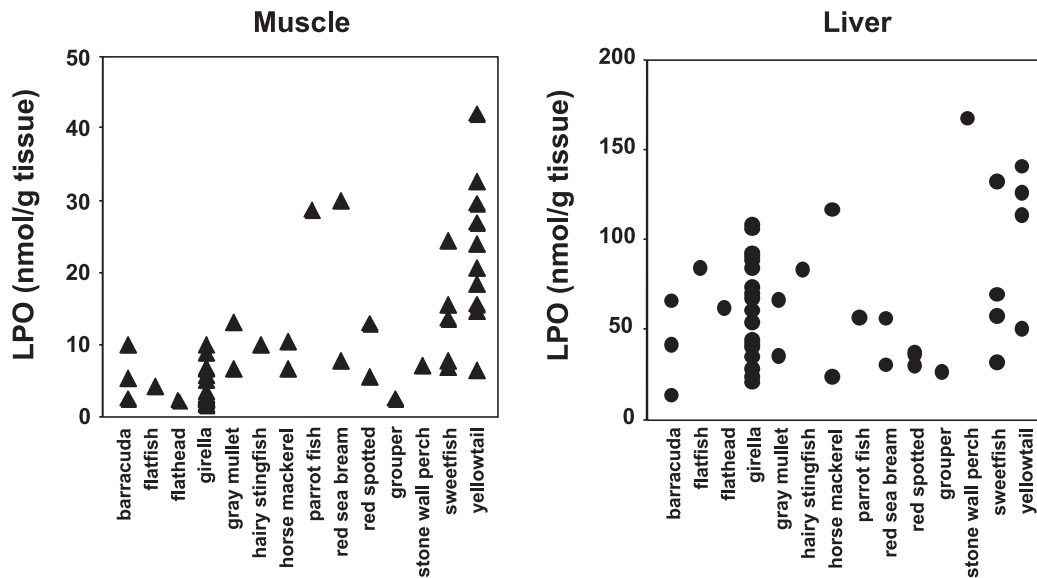 Muscle
LPO (nmol/g tissue)
50
40
30
20
10
0
barracuda
flatfish
flathead
girella
gray mullet
hairy stingfish
horse mackerel
parrot fish
red sea bream
red spotted
grouper
stone wall perch
sweetfish
yellowtail
Liver
LPO (nmol/g tissue)
200
150
100
50
0
barracuda
flatfish
flathead
girella
gray mullet
hairy stingfish
horse mackerel
parrot fish
red sea bream
red spotted
grouper
stone wall perch
sweetfish
yellowtail